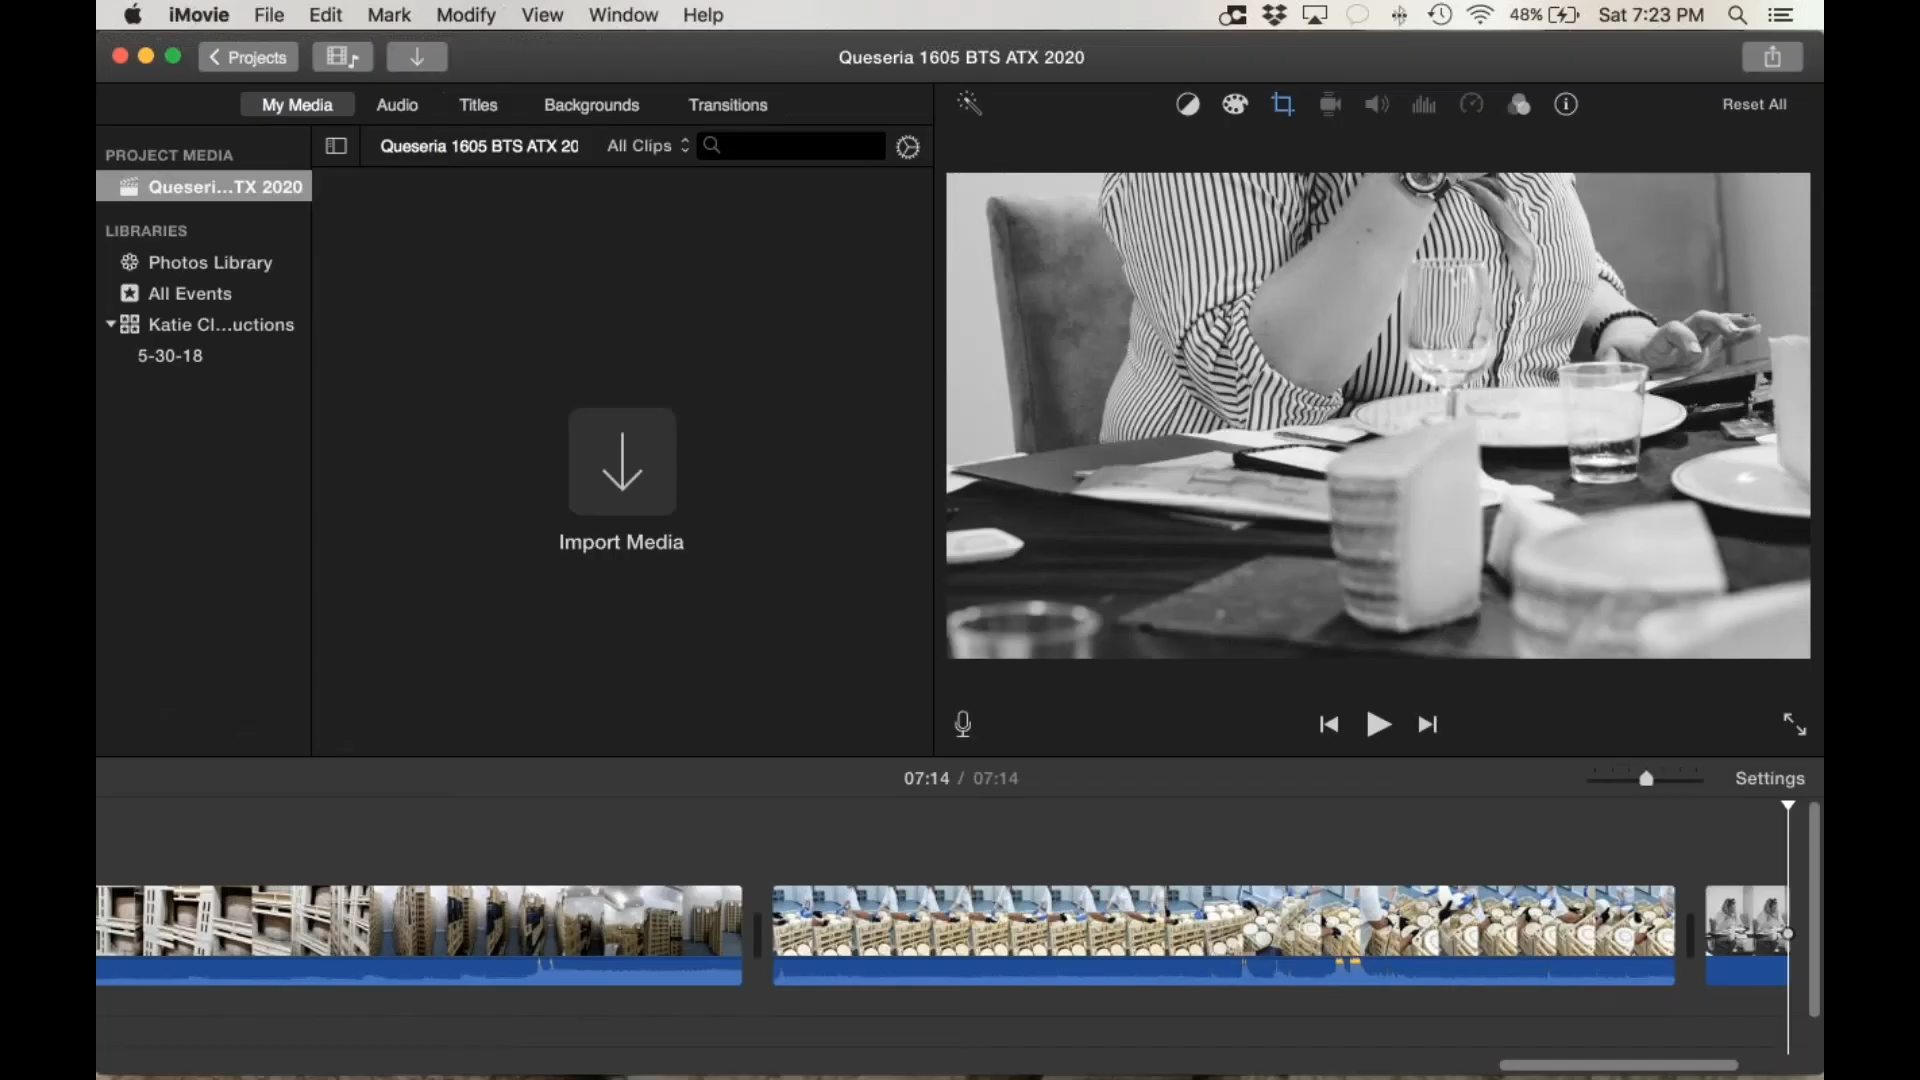 iMovie File Edit Mark Modify View Window Help 48% Sat 7:23 PM
Projects Queseria 1605 BTS ATX 2020
My Media Audio Titles Backgrounds Transitions Reset All
PROJECT MEDIA Queseria 1605 BTS ATX 20 All Clips
Queseri...TX 2020
LIBRARIES
Photos Library
All Events
Katie Cl...uctions
5-30-18
Import Media
07:14 / 07:14 Settings